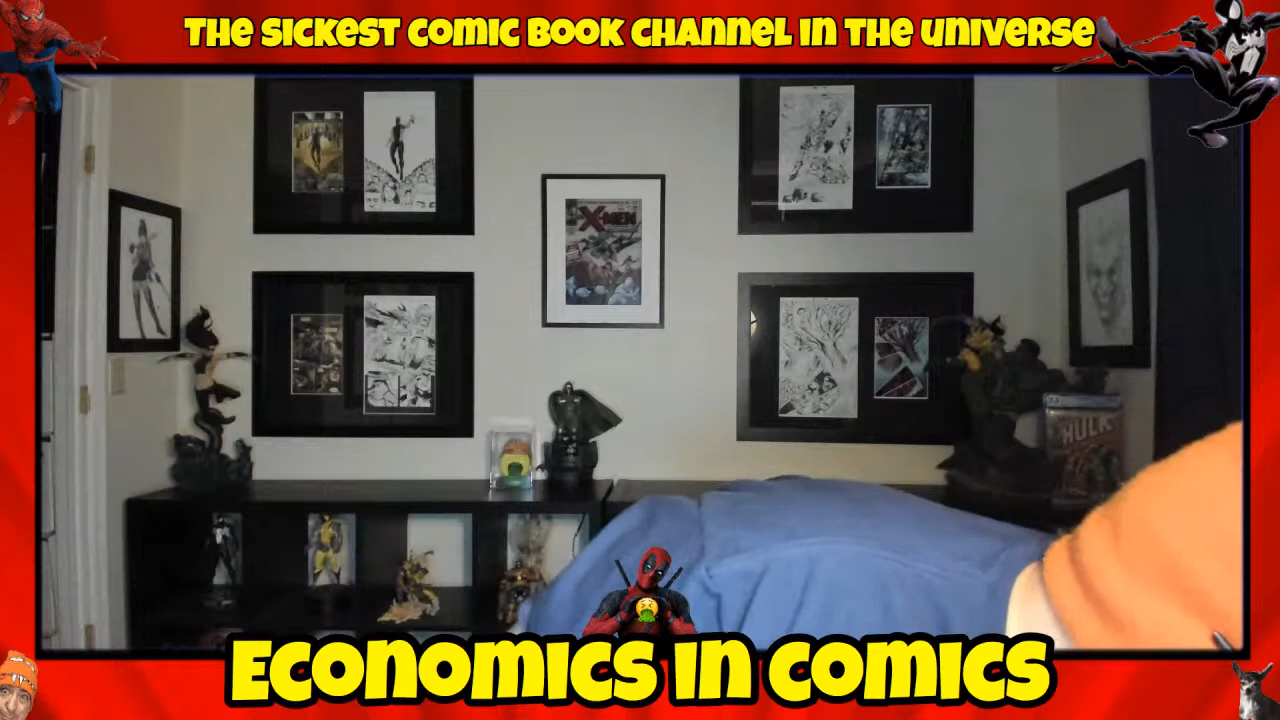 THE SICKEST COMIC BOOK CHANNEL IN THE UNIVERSE
X-MEN
HULK
ECONOMICS IN COMICS